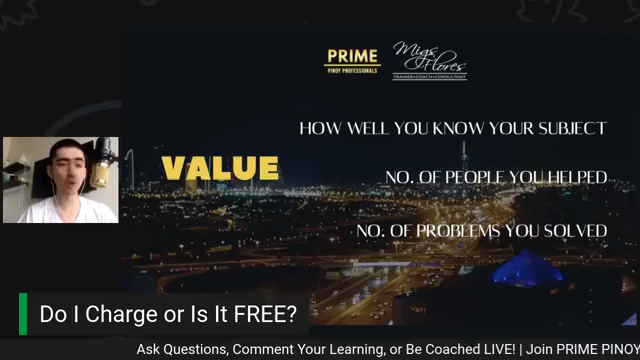 PRIME
PINOY PROFESSIONALS
Migs Flores
TRAINER•COACH•CONSULTANT
HOW WELL YOU KNOW YOUR SUBJECT
VALUE
NO. OF PEOPLE YOU HELPED
NO. OF PROBLEMS YOU SOLVED
Do I Charge or Is It FREE?
Ask Questions, Comment Your Learning, or Be Coached LIVE! | Join PRIME PINOY